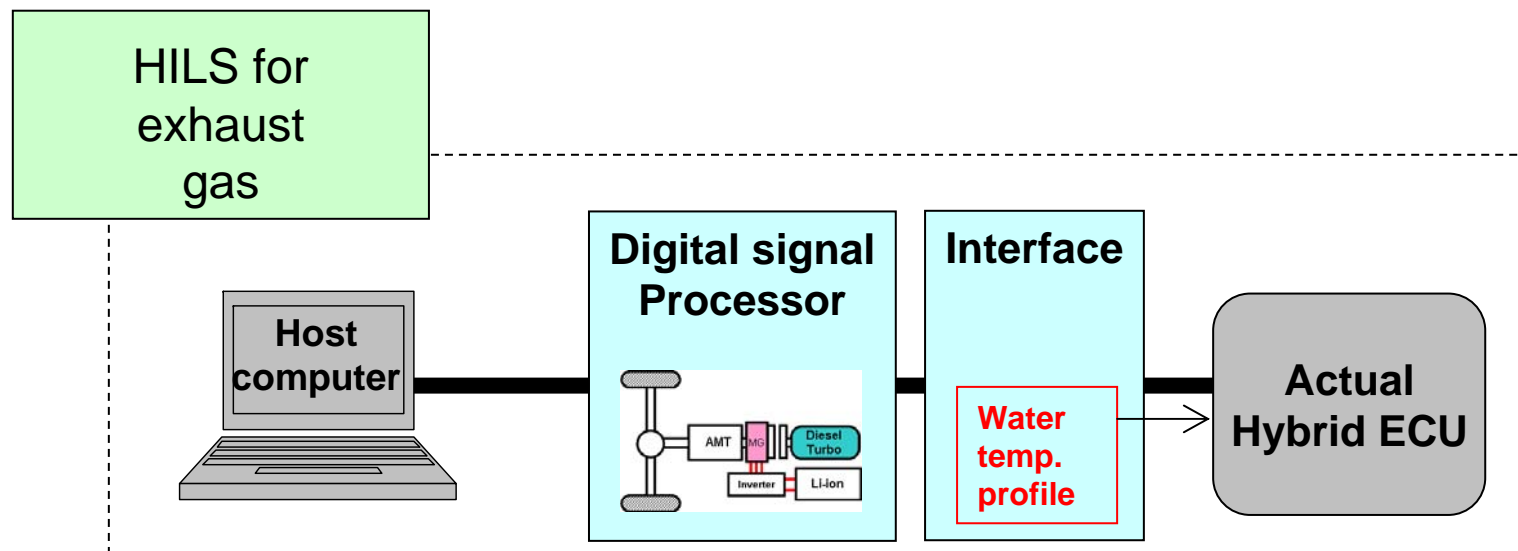 HILS for
exhaust
gas
Host
computer
Digital signal
Processor
AMT
MG
Diesel
Turbo
Inverter
Li-ion
Interface
Water
temp.
profile
Actual
Hybrid ECU